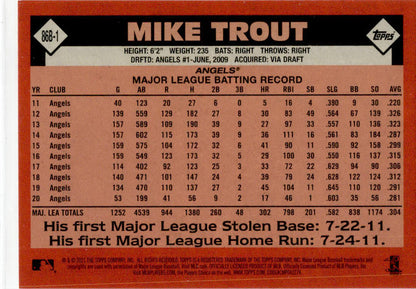 86B-1
MIKE TROUT
Topps
HEIGHT: 6'2" WEIGHT: 235 BATS: RIGHT THROWS: RIGHT
DRFTD: ANGELS #1-JUNE, 2009 ACQUIRED: VIA DRAFT
ANGELS®
MAJOR LEAGUE BATTING RECORD
YR CLUB G AB R H 2B 3B HR RBI SB SLG BB SO AVG
11 Angels 40 123 20 27 6 0 5 16 4 .390 9 30 .220
12 Angels 139 559 129 182 27 8 30 83 49 .564 67 139 .326
13 Angels 157 589 109 190 39 9 27 97 33 .557 110 136 .323
14 Angels 157 602 115 173 39 9 36 111 16 .561 83 184 .287
15 Angels 159 575 104 172 32 6 41 90 11 .590 92 158 .299
16 Angels 159 549 123 173 32 5 29 100 30 .550 116 137 .315
17 Angels 114 402 92 123 25 3 33 72 22 .629 94 90 .306
18 Angels 140 471 101 147 24 4 39 79 24 .628 122 124 .312
19 Angels 134 470 110 137 27 2 45 104 11 .645 110 120 .291
20 Angels 53 199 41 56 9 2 17 46 1 .603 35 56 .281
MAJ. LEA TOTALS 1252 4539 944 1380 260 48 302 798 201 .582 838 1174 .304
His first Major League Stolen Base: 7-22-11.
His first Major League Home Run: 7-24-11.